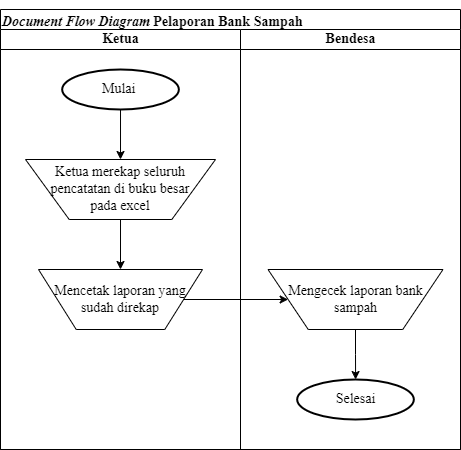 Document Flow Diagram Pelaporan Bank Sampah
Ketua
Bendesa
Mulai
Ketua merekap seluruh
pencatatan di buku besar
pada excel
Mencetak laporan yang
sudah direkap
Mengecek laporan bank
sampah
Selesai